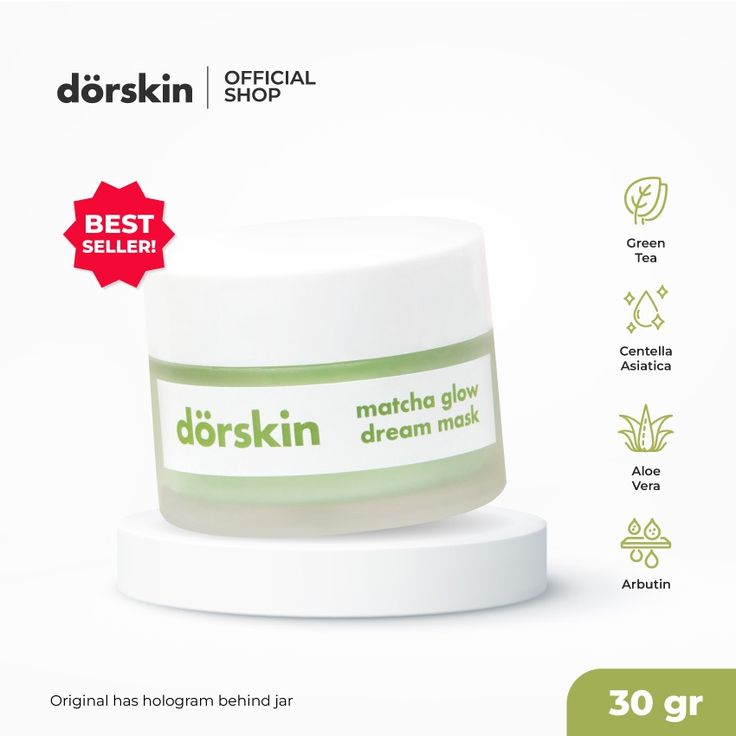 dörskin
OFFICIAL
SHOP
BEST
SELLER!
dörskin
matcha glow
dream mask
Green
Tea
Centella
Asiatica
Aloe
Vera
Arbutin
Original has hologram behind jar
30 gr